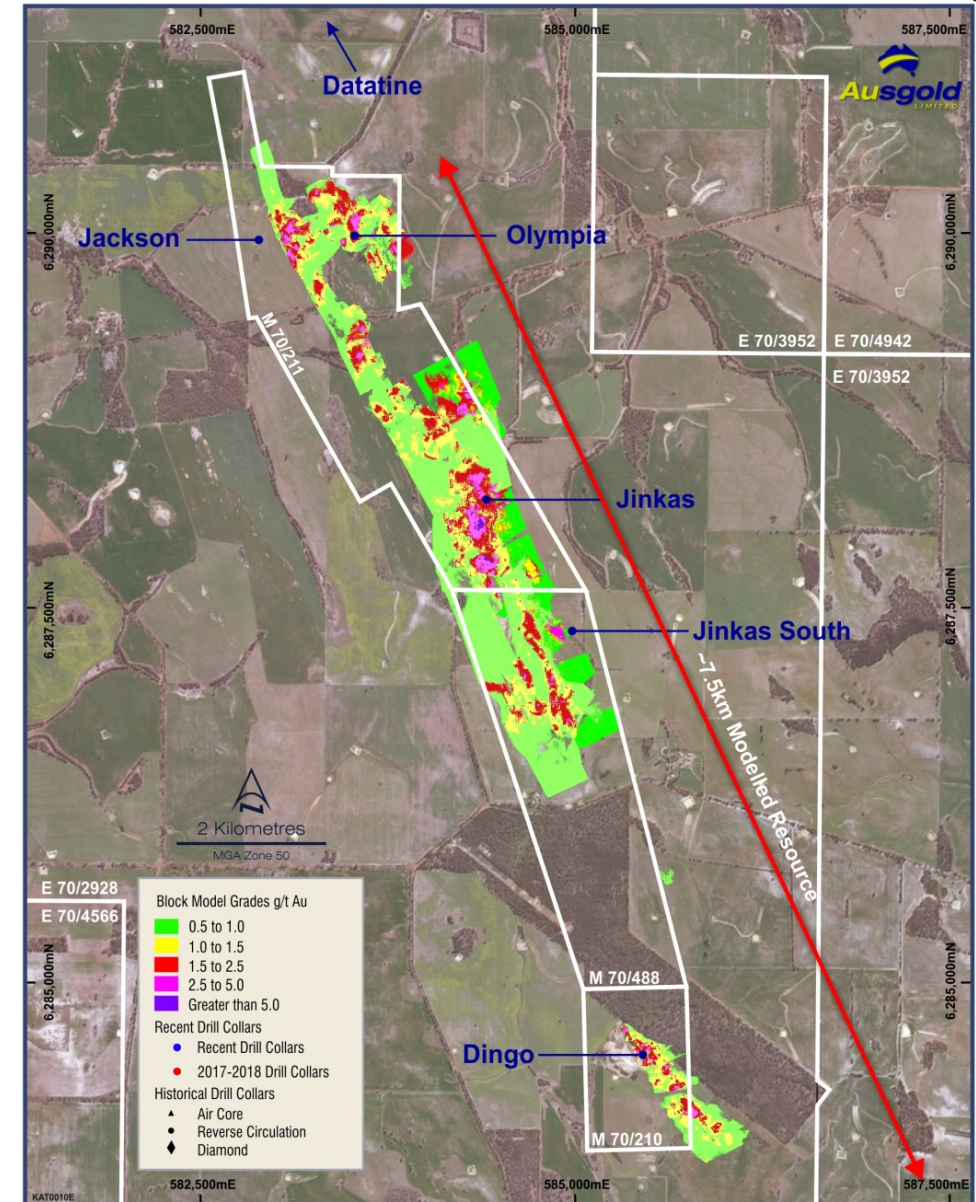 582,500mE
585,000mE
587,500mE
Datatine
Ausgold
LIMITED
6,290,000mN
6,290,000mN
Jackson
Olympia
M 70/211
E 70/3952
E 70/4942
E 70/3952
Jinkas
6,287,500mN
6,287,500mN
Jinkas South
~7.5km Modelled Resource
2 Kilometres
MGA Zone 50
E 70/2928
E 70/4566
Block Model Grades g/t Au
0.5 to 1.0
1.0 to 1.5
1.5 to 2.5
2.5 to 5.0
Greater than 5.0
Recent Drill Collars
Recent Drill Collars
2017-2018 Drill Collars
Historical Drill Collars
Air Core
Reverse Circulation
Diamond
6,285,000mN
6,285,000mN
M 70/488
Dingo
M 70/210
KAT0010E
582,500mE
585,000mE
587,500mE